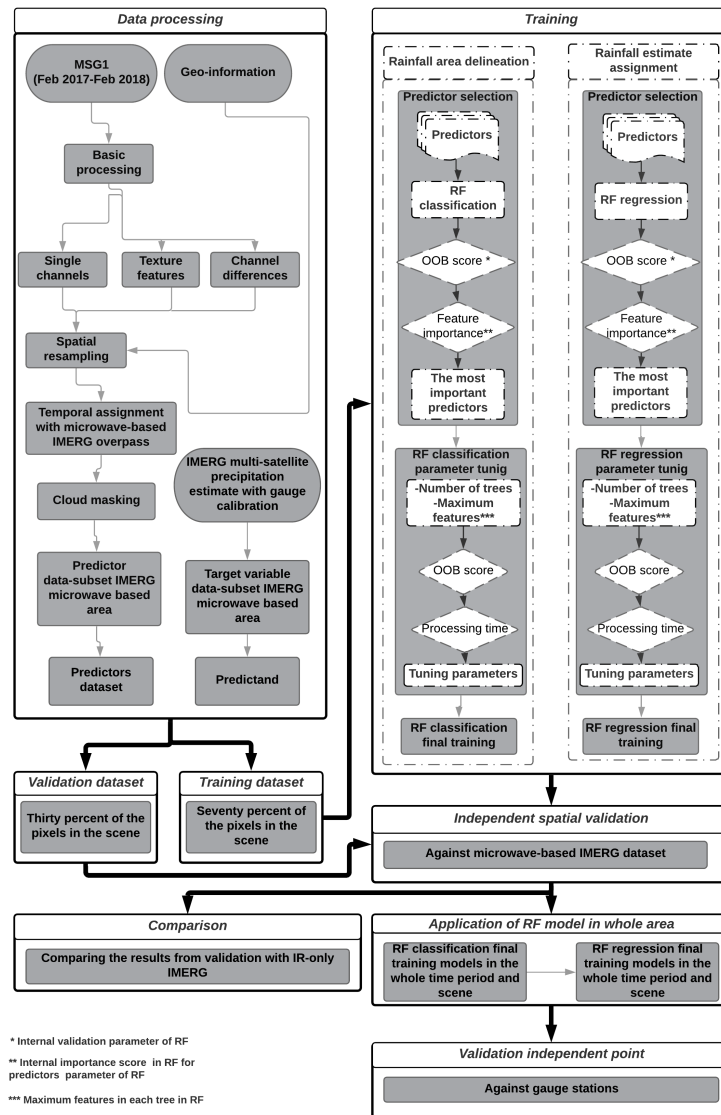 Data processing
MSG1
(Feb 2017-Feb 2018)
Geo-information
Basic
processing
Single
channels
Texture
features
Channel
differences
Spatial
resampling
Temporal assignment
with microwave-based
IMERG overpass
Cloud masking
IMERG multi-satellite
precipitation
estimate with gauge
calibration
Predictor
data-subset IMERG
microwave based
area
Target variable
data-subset IMERG
microwave based
area
Predictors
dataset
Predictand
Training
Rainfall area delineation
Predictor selection
Predictors
RF
classification
OOB score *
Feature
importance**
The most
important
predictors
RF classification
parameter tunig
-Number of trees
-Maximum
features***
OOB score
Processing time
Tuning parameters
RF classification
final training
Rainfall estimate
assignment
Predictor selection
Predictors
RF regression
OOB score *
Feature
importance**
The most
important
predictors
RF regression
parameter tunig
-Number of trees
-Maximum
features***
OOB score
Processing time
Tuning parameters
RF regression final
training
Validation dataset
Thirty percent of the
pixels in the scene
Training dataset
Seventy percent of
the pixels in the
scene
Independent spatial validation
Against microwave-based IMERG dataset
Comparison
Comparing the results from validation with IR-only
IMERG
Application of RF model in whole area
RF classification final
training models in the
whole time period and
scene
RF regression final
training models in the
whole time period and
scene
Validation independent point
Against gauge stations
* Internal validation parameter of RF
** Internal importance score in RF for
predictors parameter of RF
*** Maximum features in each tree in RF